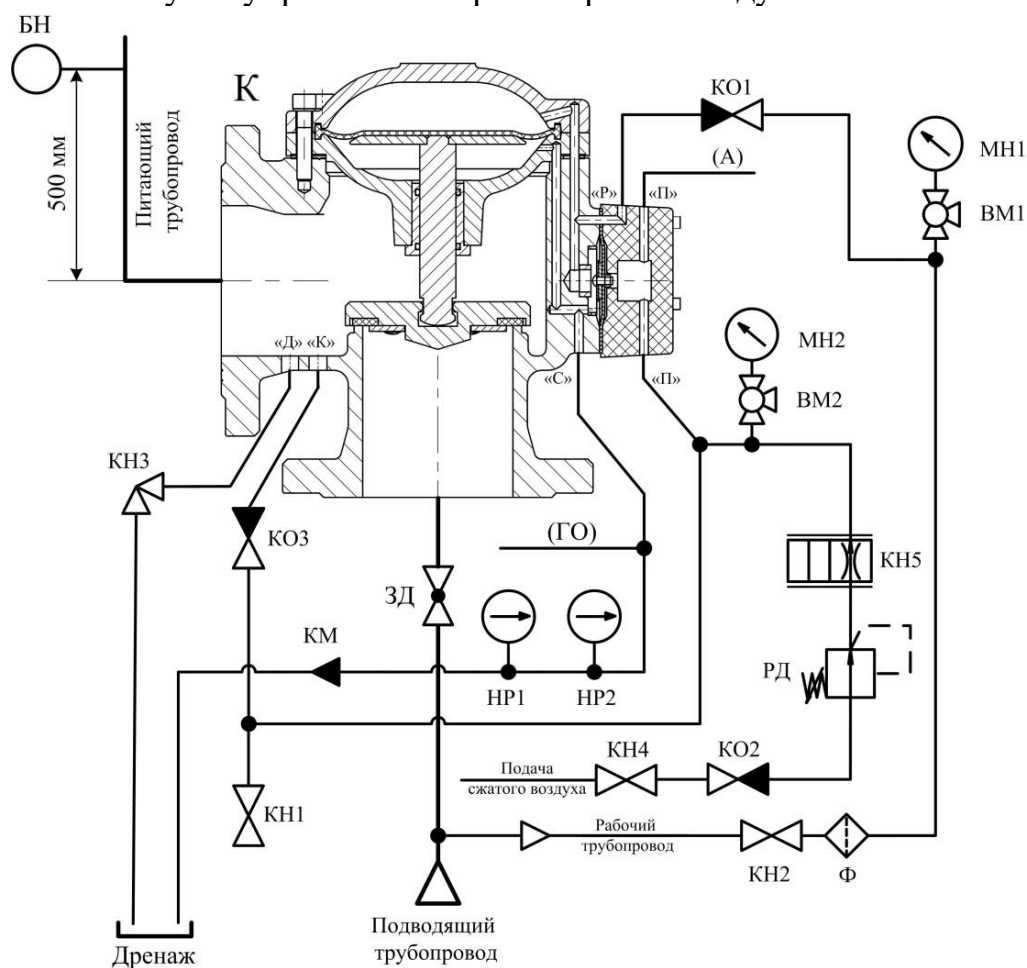 БН
К
500 мм
Питающий
трубопровод
КО1
МН1
(А)
«Р»
«П»
ВМ1
МН2
«Д»
«К»
«С»
«П»
ВМ2
КН3
КО3
(ГО)
КН5
ЗД
КМ
НР1
НР2
РД
КН4
КО2
Подача
сжатого воздуха
КН1
Рабочий
трубопровод
КН2
Ф
Подводящий
трубопровод
Дренаж